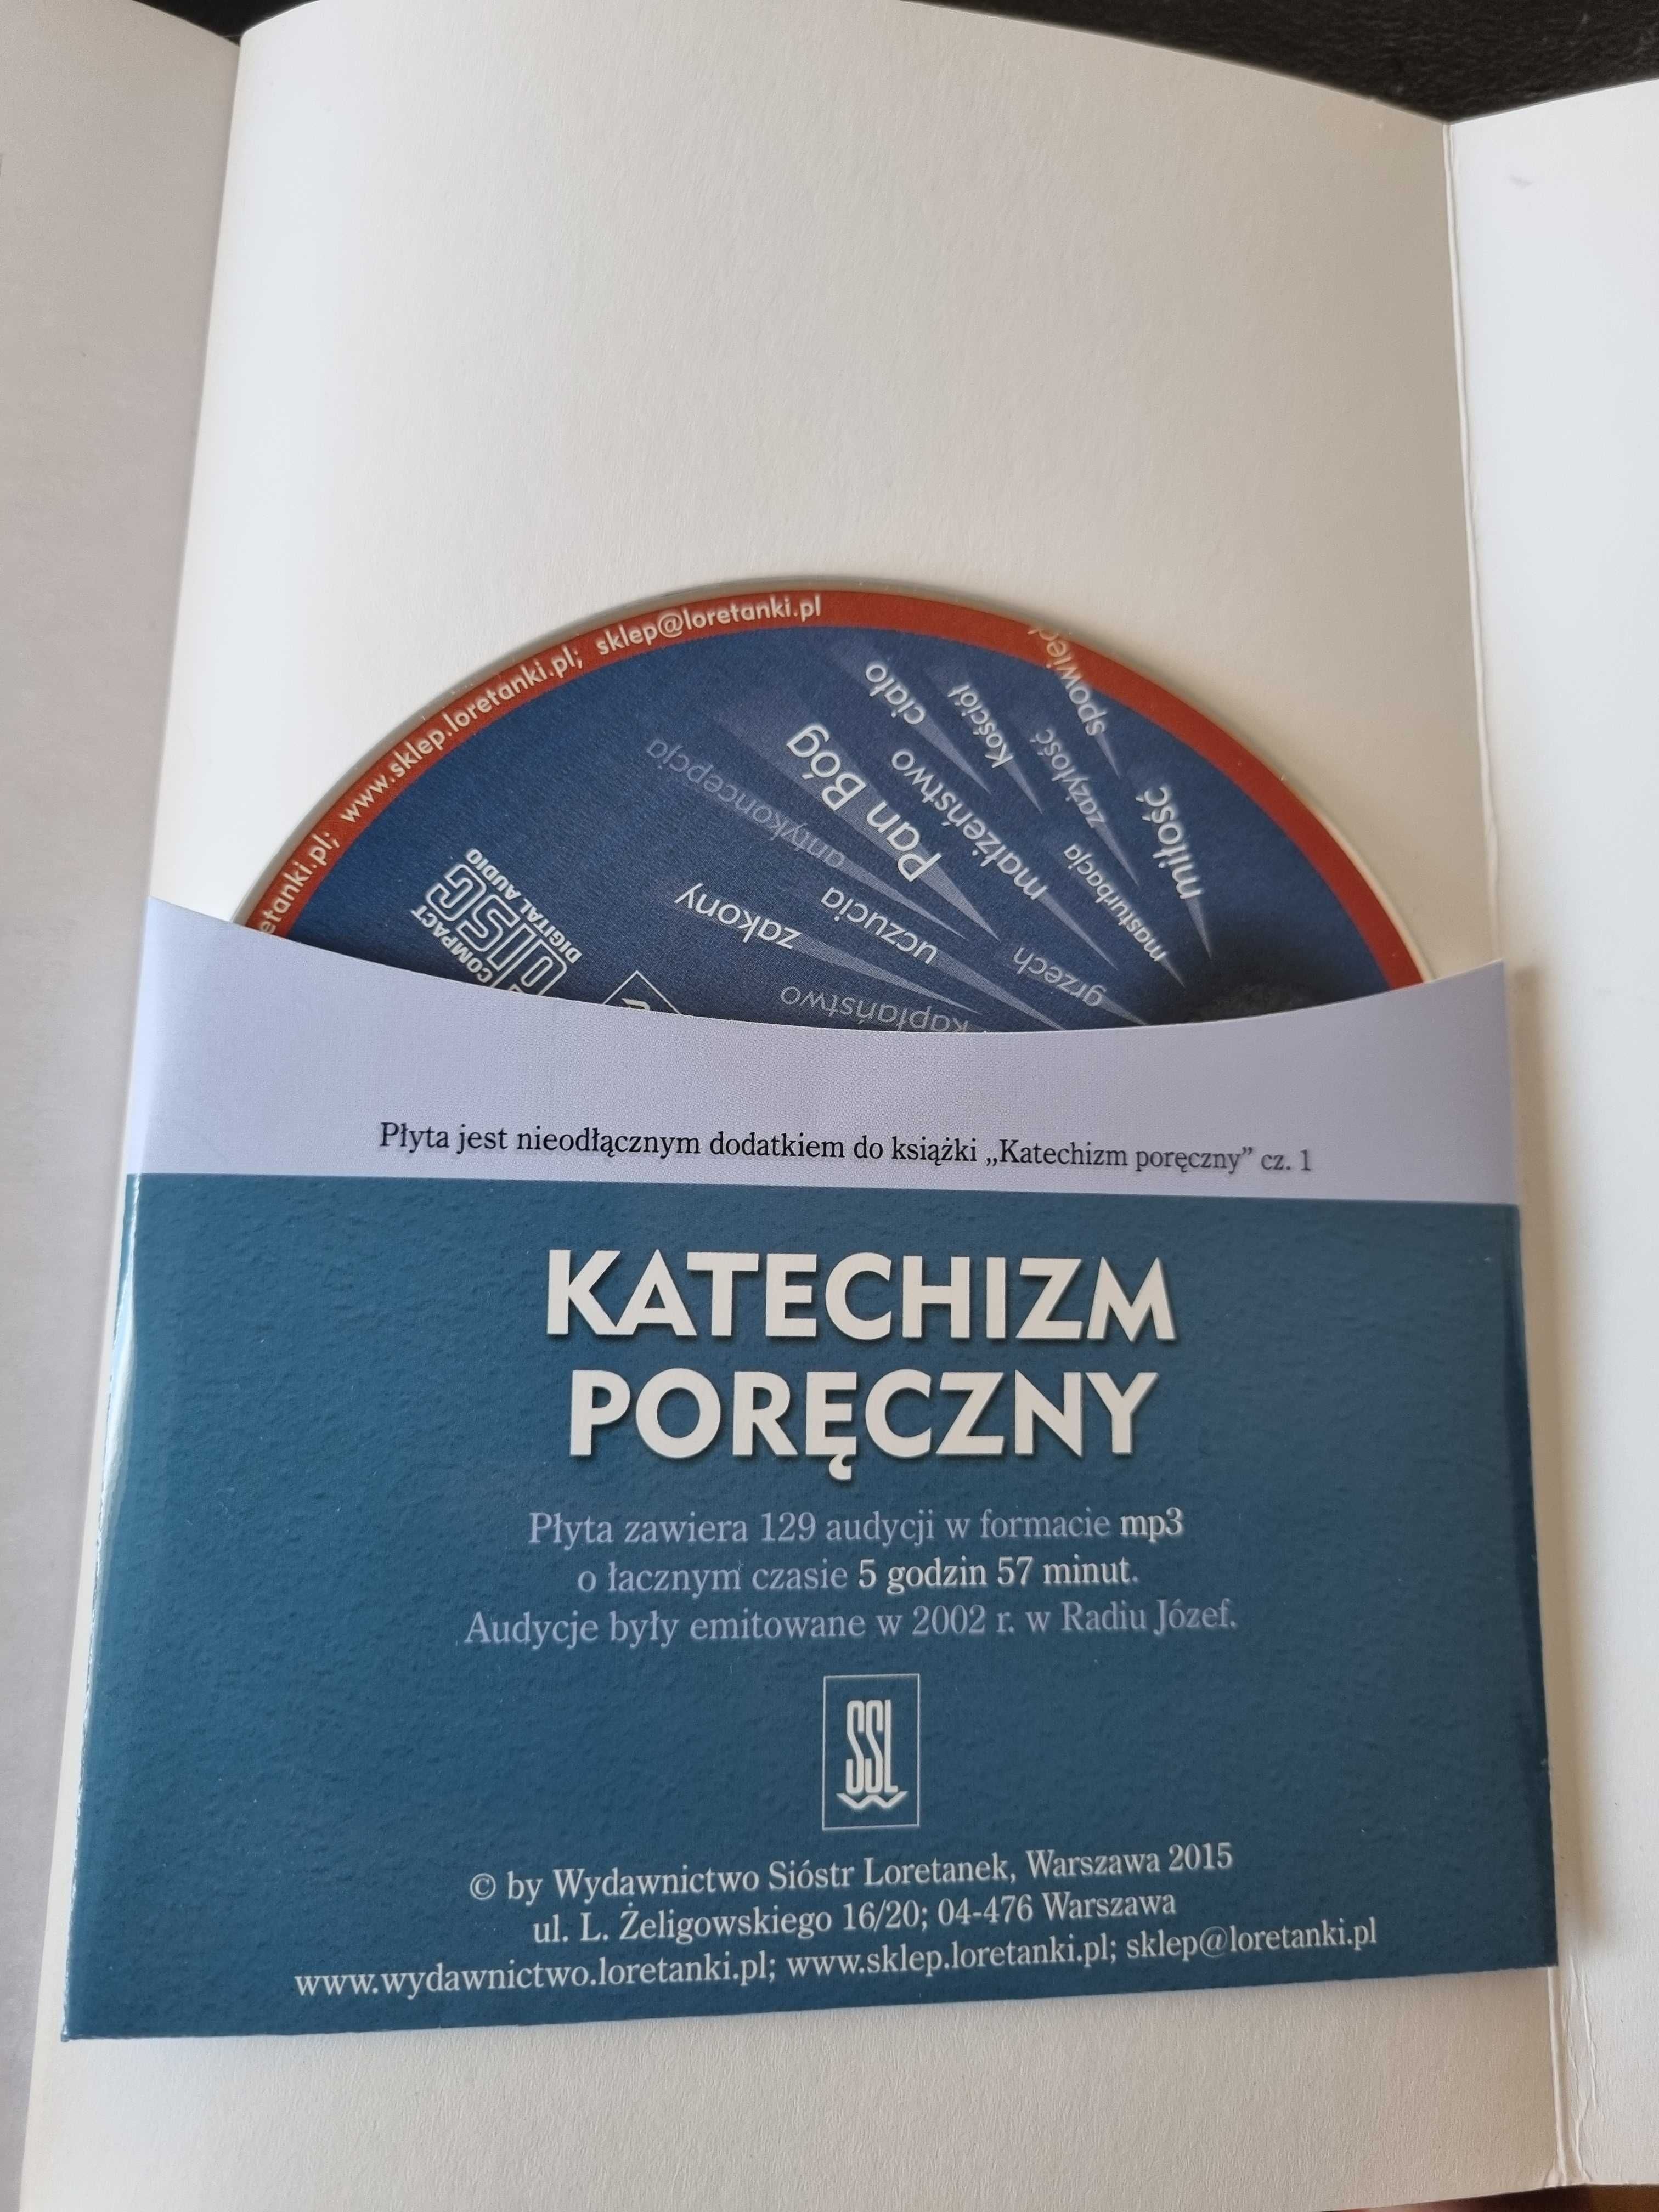 etanki.pl; www.sklep.loretanki.pl; sklep@loretanki.pl
COMPACT
DISC
DIGITAL AUDIO
zakony
antykoncepcja
uczucia
kapłaństwo
Pan Bóg
grzech
małżeństwo
ciało
Kościół
masturbacja
zażyłość
spowiedź
miłość
Płyta jest nieodłącznym dodatkiem do książki „Katechizm poręczny” cz. 1
KATECHIZM
PORĘCZNY
Płyta zawiera 129 audycji w formacie mp3
o łacznym czasie 5 godzin 57 minut.
Audycje były emitowane w 2002 r. w Radiu Józef.
SSL
© by Wydawnictwo Sióstr Loretanek, Warszawa 2015
ul. L. Żeligowskiego 16/20; 04-476 Warszawa
www.wydawnictwo.loretanki.pl; www.sklep.loretanki.pl; sklep@loretanki.pl